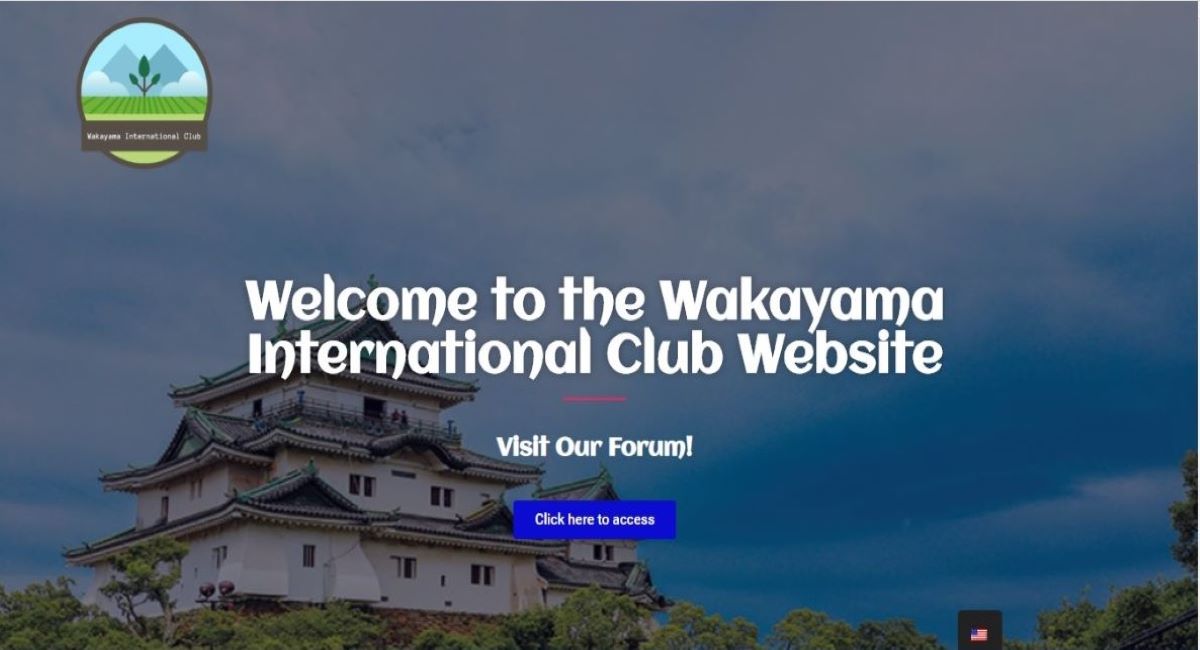 Wakayama International Club
Welcome to the Wakayama
International Club Website
Visit Our Forum!
Click here to access